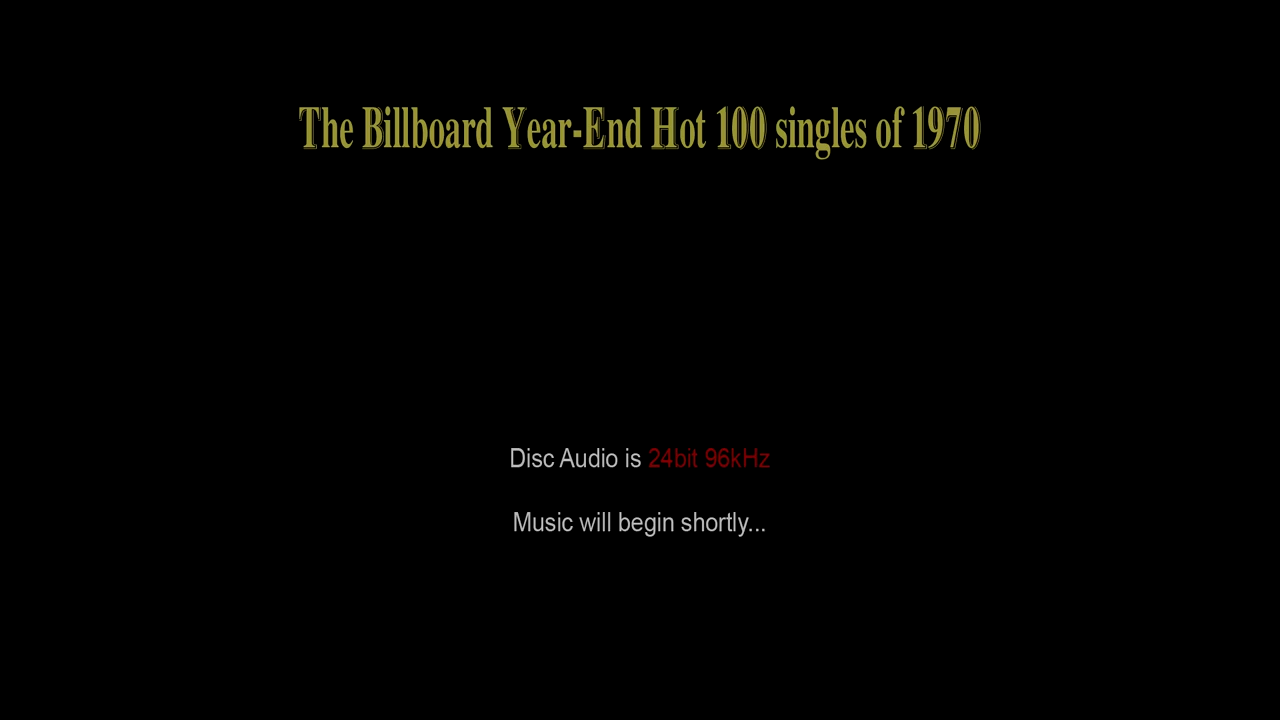 The Billboard Year-End Hot 100 singles of 1970
Disc Audio is 24bit 96kHz
Music will begin shortly...